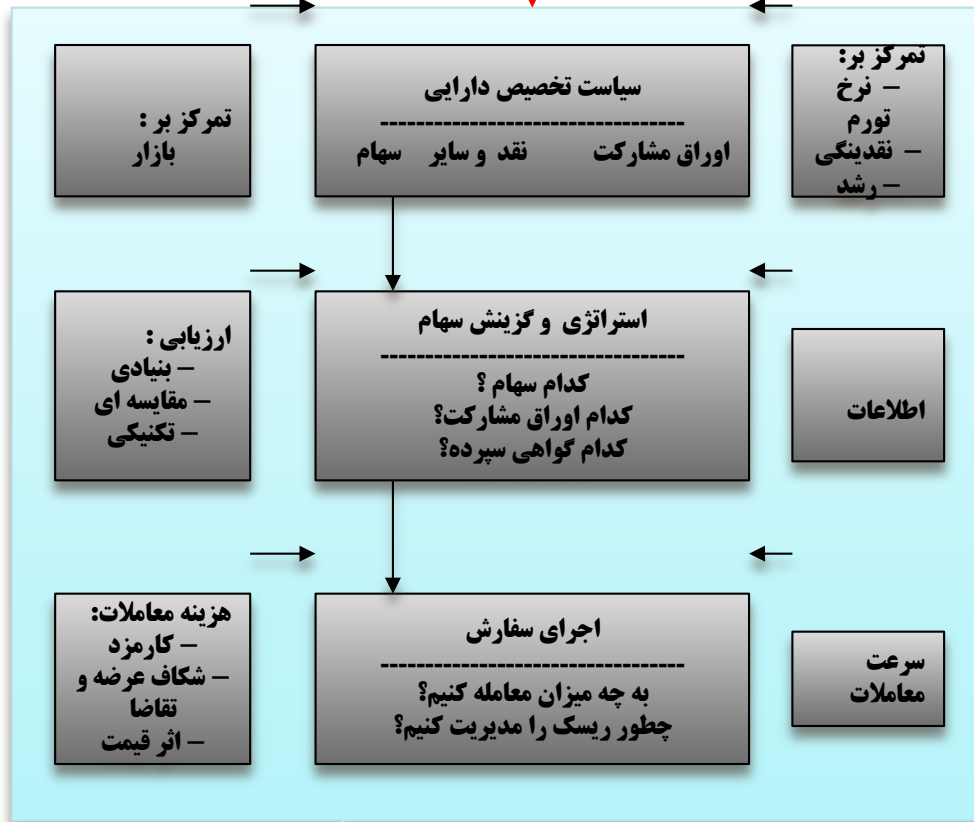 تمرکز بر:
– نرخ
تورم
– نقدینگی
– رشد
سیاست تخصیص دارایی
----------------------------------
اوراق مشارکت نقد و سایر سهام
تمرکز بر :
بازار
اطلاعات
استراتژی و گزینش سهام
----------------------------------
کدام سهام ؟
کدام اوراق مشارکت؟
کدام گواهی سپرده؟
ارزیابی :
– بنیادی
– مقایسه ای
– تکنیکی
سرعت
معاملات
اجرای سفارش
----------------------------------
به چه میزان معامله کنیم؟
چطور ریسک را مدیریت کنیم؟
هزینه معاملات:
– کارمزد
– شکاف عرضه و
تقاضا
– اثر قیمت